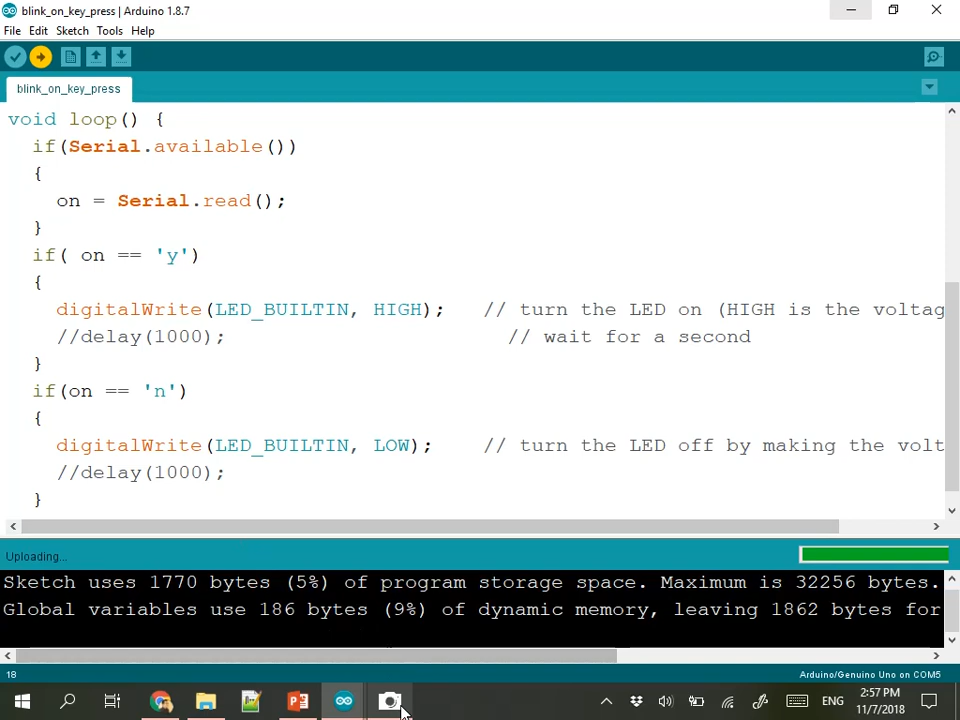 blink_on_key_press | Arduino 1.8.7
File Edit Sketch Tools Help
blink_on_key_press
void loop() {
if(Serial.available())
{
on = Serial.read();
}
if( on == 'y')
{
digitalWrite(LED_BUILTIN, HIGH); // turn the LED on (HIGH is the voltag
//delay(1000); // wait for a second
}
if(on == 'n')
{
digitalWrite(LED_BUILTIN, LOW); // turn the LED off by making the volt
//delay(1000);
}
Uploading...
Sketch uses 1770 bytes (5%) of program storage space. Maximum is 32256 bytes.
Global variables use 186 bytes (9%) of dynamic memory, leaving 1862 bytes for
18 Arduino/Genuino Uno on COM5
ENG 2:57 PM
11/7/2018